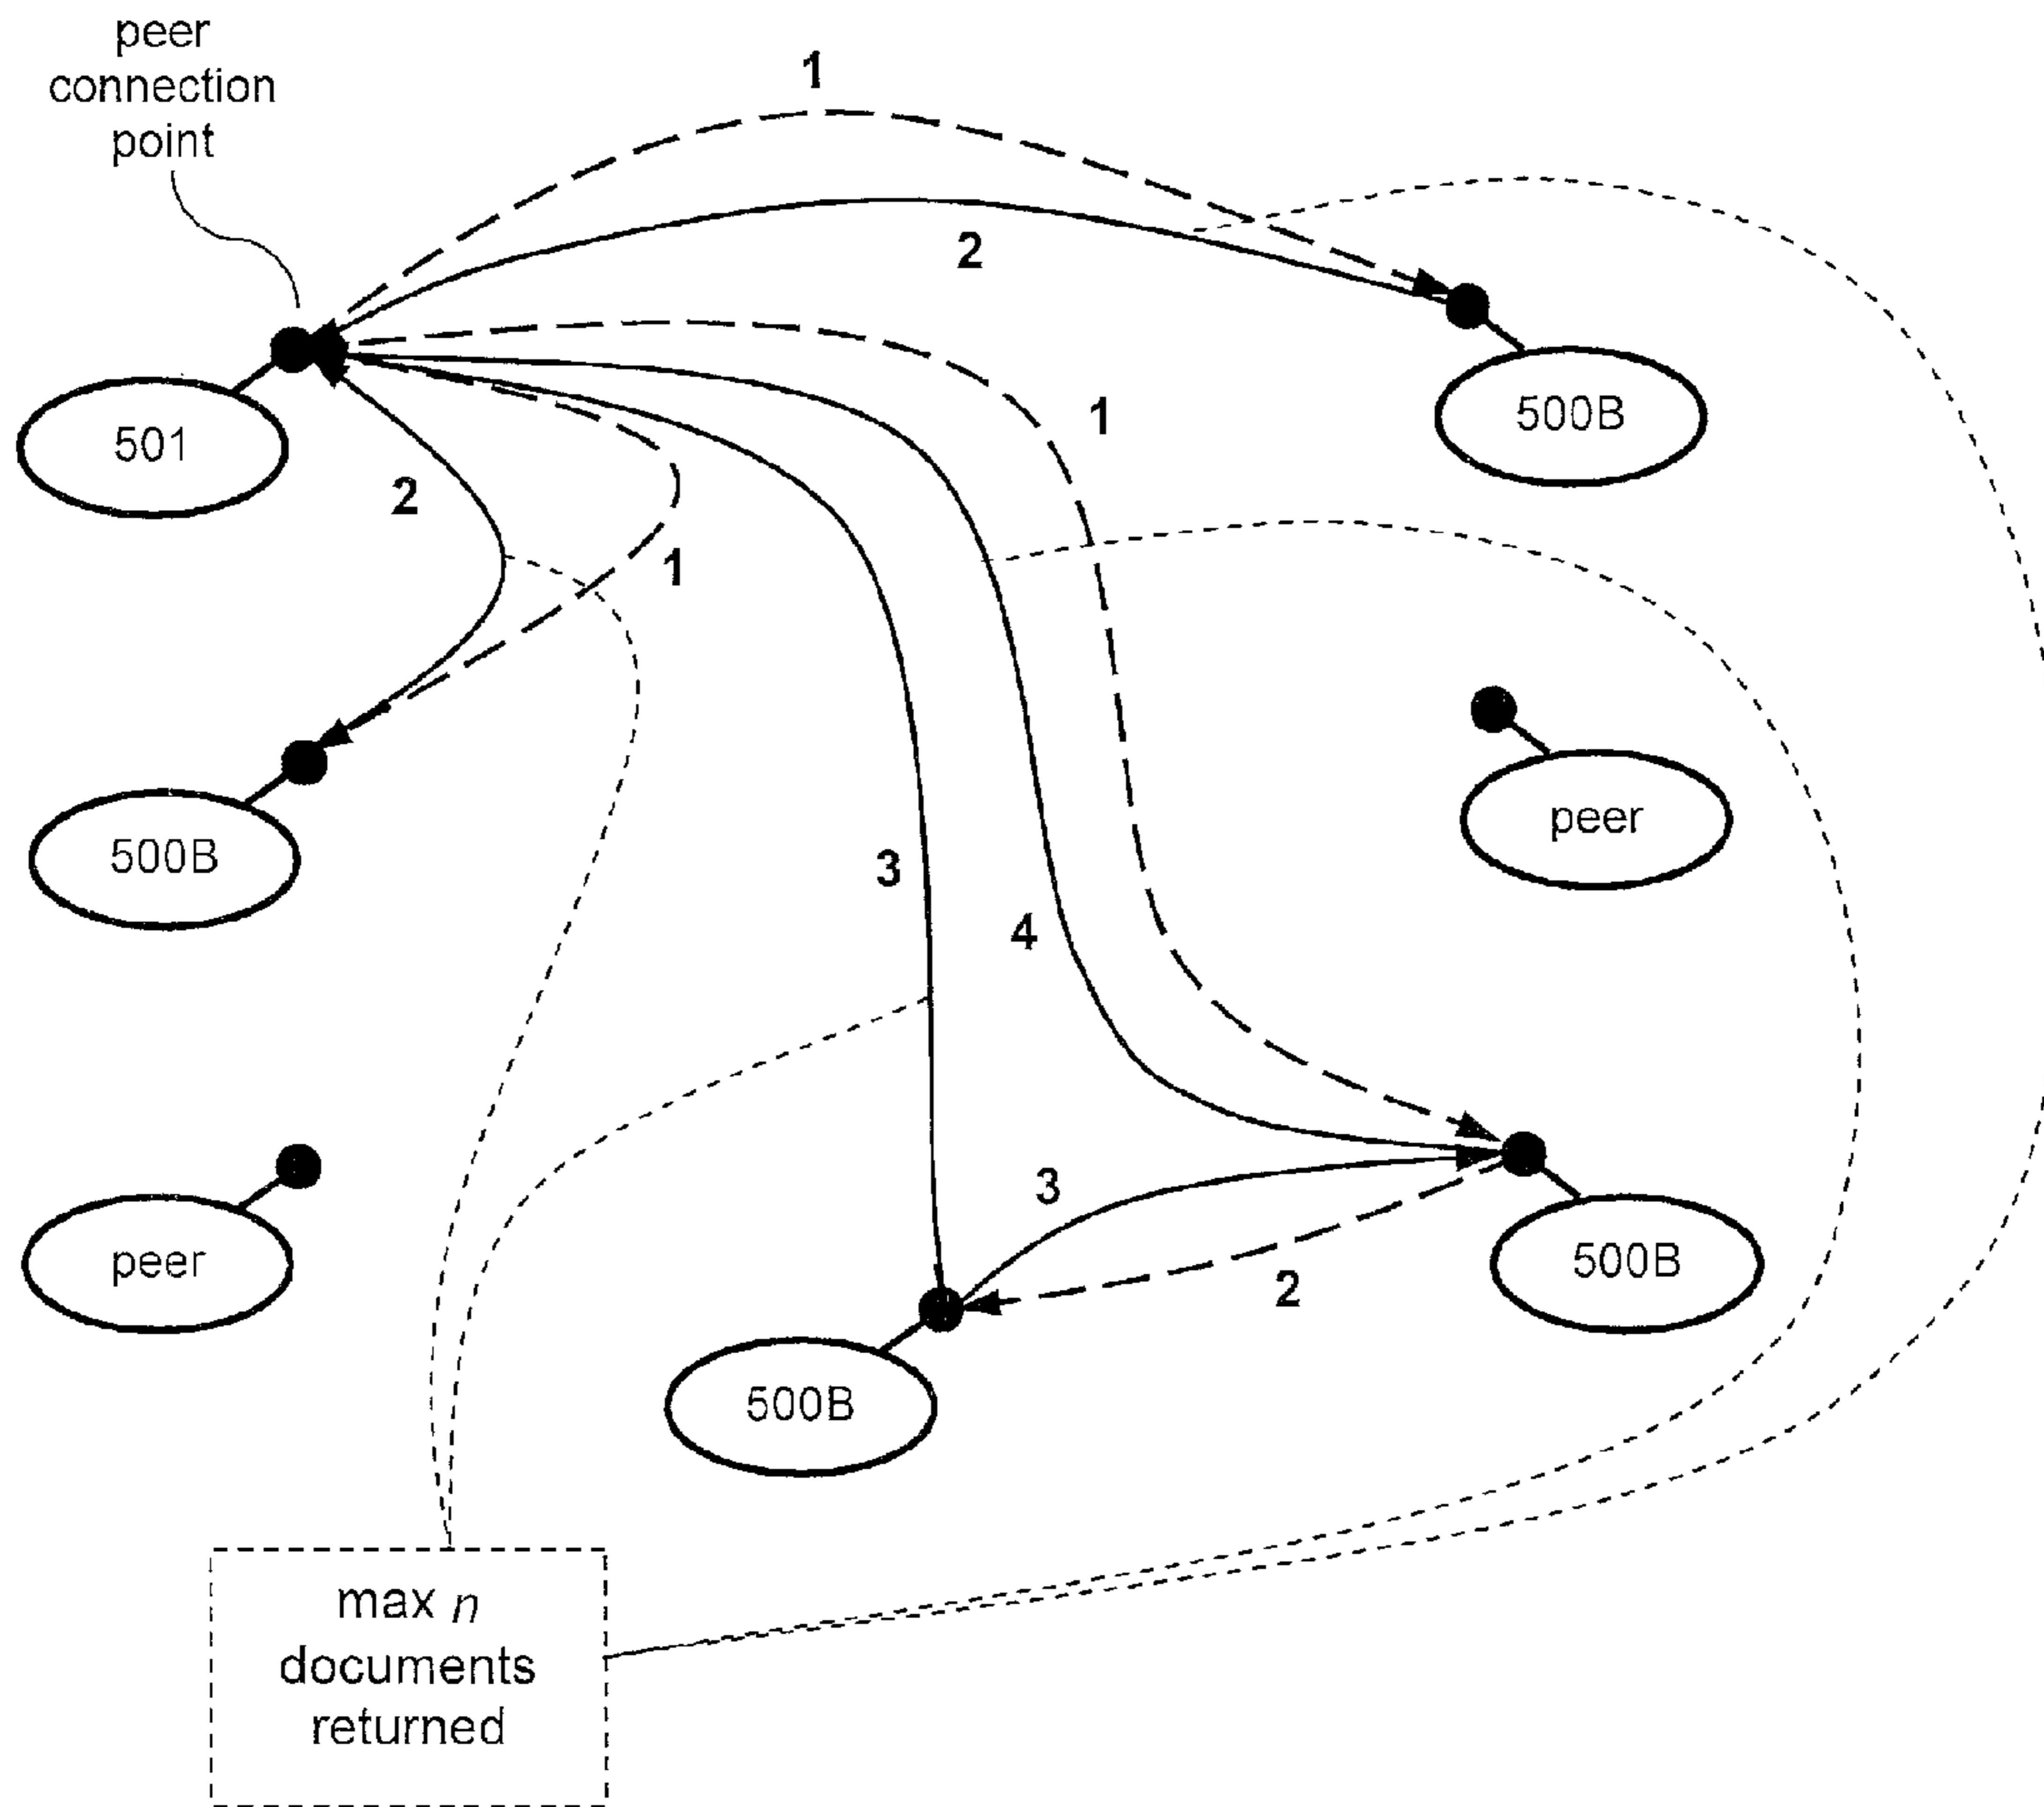 peer
connection
point
1
2
500B
501
1
2
1
peer
500B
3
4
3
500B
peer
2
500B
max n
documents
returned